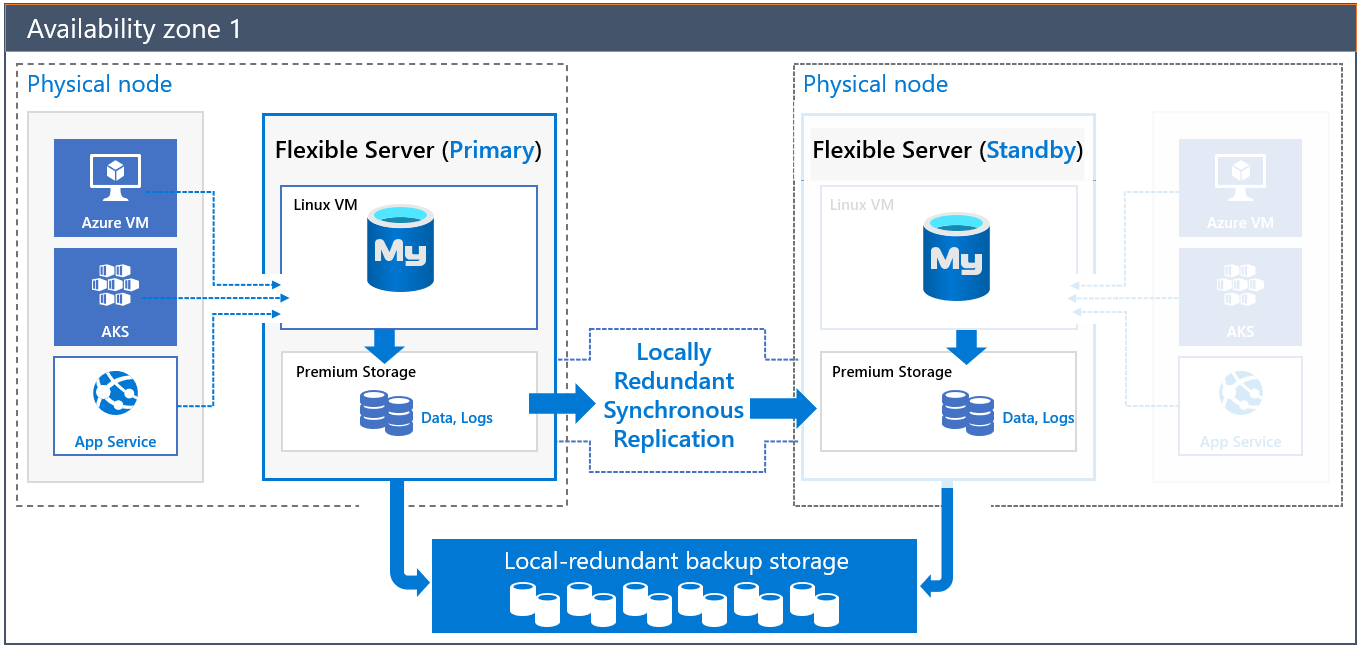 Availability zone 1
Physical node
Azure VM
AKS
App Service
Flexible Server (Primary)
Linux VM
My
Premium Storage
Data, Logs
Locally
Redundant
Synchronous
Replication
Physical node
Flexible Server (Standby)
Linux VM
My
Premium Storage
Data, Logs
Azure VM
AKS
App Service
Local-redundant backup storage